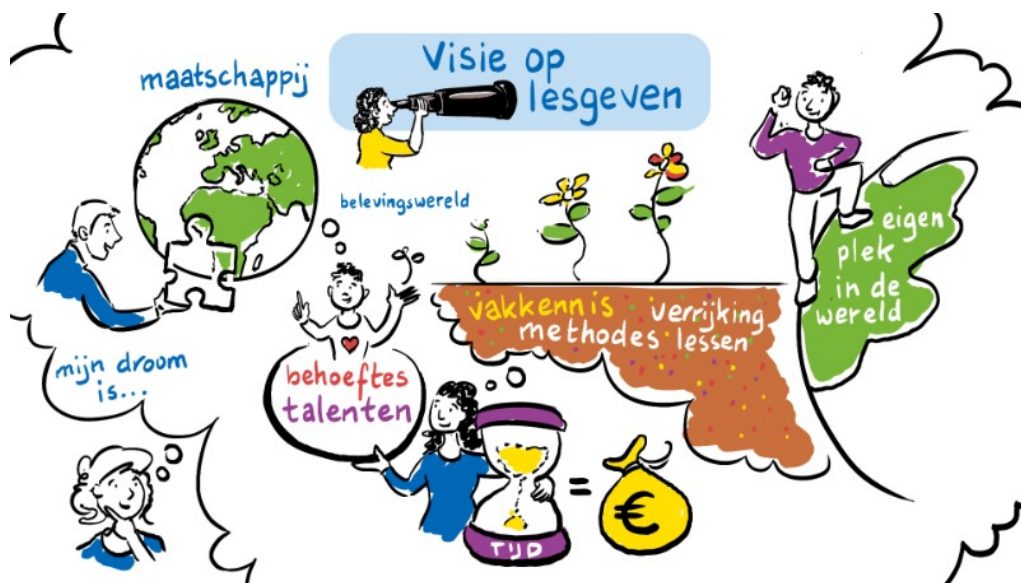 Visie op
lesgeven
maatschappij
belevingswereld
mijn droom
is...
behoeftes
talenten
vakkennis verrijking
methodes lessen
eigen
plek
in de
wereld
TIJD
= €